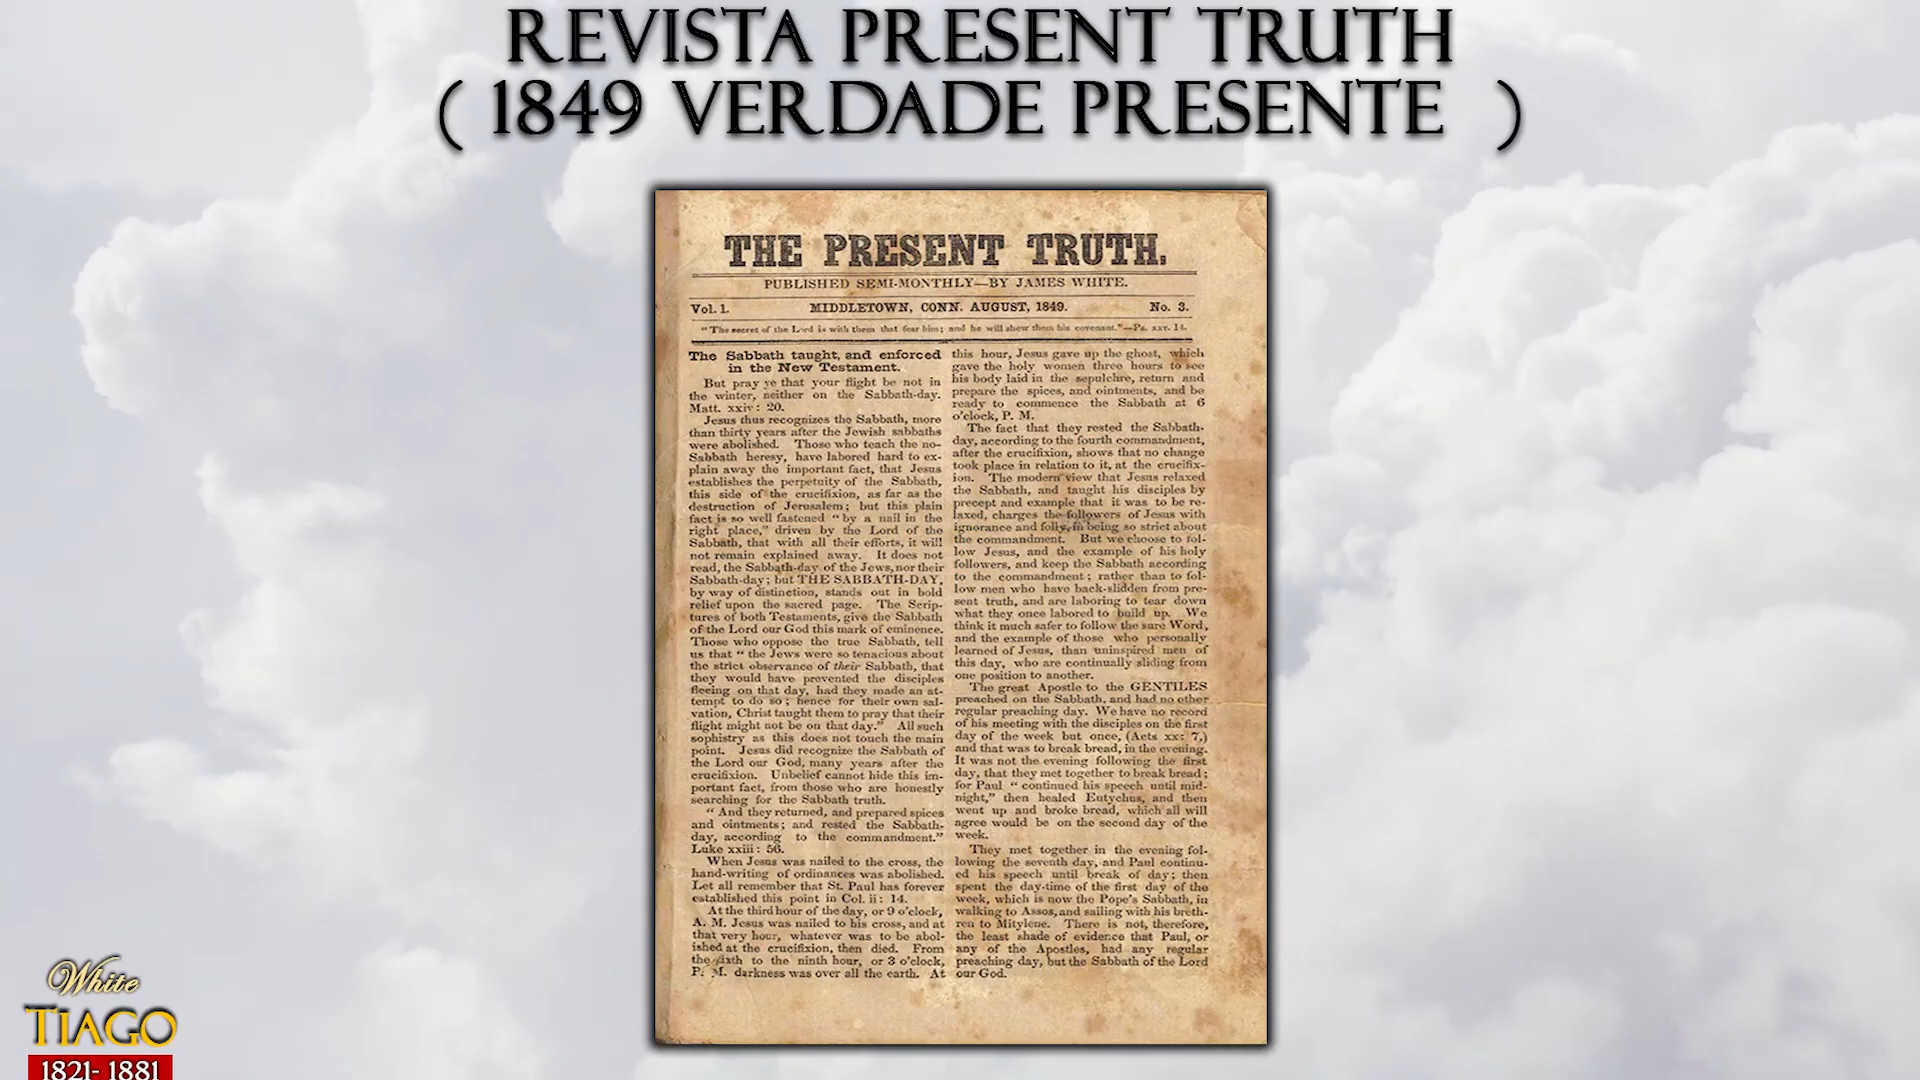 REVISTA PRESENT TRUTH
( 1849 VERDADE PRESENTE )
THE PRESENT TRUTH.
PUBLISHED SEMI-MONTHLY—BY JAMES WHITE.
Vol. 1. MIDDLETOWN, CONN. AUGUST, 1849. No. 3.
"The secret of the Lord is with them that fear him; and he will shew them his covenant."—Ps. xxv. 14.
The Sabbath taught, and enforced
in the New Testament.
But pray ye that your flight be not in
the winter, neither on the Sabbath-day.
Matt. xxiv: 20.
Jesus thus recognizes the Sabbath, more
than thirty years after the Jewish sabbaths
were abolished. Those who teach the no-
Sabbath heresy, have labored hard to ex-
plain away the important fact, that Jesus
establishes the perpetuity of the Sabbath,
this side of the crucifixion, as far as the
destruction of Jerusalem; but this plain
fact is so well fastened "by a nail in the
right place," driven by the Lord of the
Sabbath, that with all their efforts, it will
not remain explained away. It does not
read, the Sabbath-day of the Jews, nor their
Sabbath-day; but THE SABBATH-DAY,
by way of distinction, stands out in bold
relief upon the sacred page. The Scrip-
tures of both Testaments, give the Sabbath
of the Lord our God this mark of eminence.
Those who oppose the true Sabbath, tell
us that "the Jews were so tenacious about
the strict observance of their Sabbath, that
they would have prevented the disciples
fleeing on that day, had they made an at-
tempt to do so; hence for their own sal-
vation, Christ taught them to pray that their
flight might not be on that day." All such
sophistry as this does not touch the main
point. Jesus did recognize the Sabbath of
the Lord our God, many years after the
crucifixion. Unbelief cannot hide this im-
portant fact, from those who are honestly
searching for the Sabbath truth.
"And they returned, and prepared spices
and ointments; and rested the Sabbath-
day, according to the commandment."
Luke xxiii: 56.
When Jesus was nailed to the cross, the
hand-writing of ordinances was abolished.
Let all remember that St. Paul has forever
established this point in Col. ii: 14.
At the third hour of the day, or 9 o'clock,
A. M. Jesus was nailed to his cross, and at
that very hour, whatever was to be abol-
ished at the crucifixion, then died. From
the sixth to the ninth hour, or 3 o'clock,
P. M. darkness was over all the earth. At
this hour, Jesus gave up the ghost, which
gave the holy women three hours to see
his body laid in the sepulchre, return and
prepare the spices, and ointments, and be
ready to commence the Sabbath at 6
o'clock, P. M.
The fact that they rested the Sabbath-
day, according to the fourth commandment,
after the crucifixion, shows that no change
took place in relation to it, at the crucifix-
ion. The modern view that Jesus relaxed
the Sabbath, and taught his disciples by
precept and example that it was to be re-
laxed, charges the followers of Jesus with
ignorance and folly, in being so strict about
the commandment. But we choose to fol-
low Jesus, and the example of his holy
followers, and keep the Sabbath according
to the commandment; rather than to fol-
low men who have back-slidden from pre-
sent truth, and are laboring to tear down
what they once labored to build up. We
think it much safer to follow the sure Word,
and the example of those who personally
learned of Jesus, than uninspired men of
this day, who are continually sliding from
one position to another.
The great Apostle to the GENTILES
preached on the Sabbath, and had no other
regular preaching day. We have no record
of his meeting with the disciples on the first
day of the week but once, (Acts xx: 7,)
and that was to break bread, in the evening.
It was not the evening following the first
day, that they met together to break bread;
for Paul "continued his speech until mid-
night," then healed Eutychus, and then
went up and broke bread, which all will
agree would be on the second day of the
week.
They met together in the evening fol-
lowing the seventh day, and Paul continu-
ed his speech until break of day; then
spent the day-time of the first day of the
week, which is now the Pope's Sabbath, in
walking to Assos, and sailing with his breth-
ren to Mitylene. There is not, therefore,
the least shade of evidence that Paul, or
any of the Apostles, had any regular
preaching day, but the Sabbath of the Lord
our God.
White
TIAGO
1821- 1881